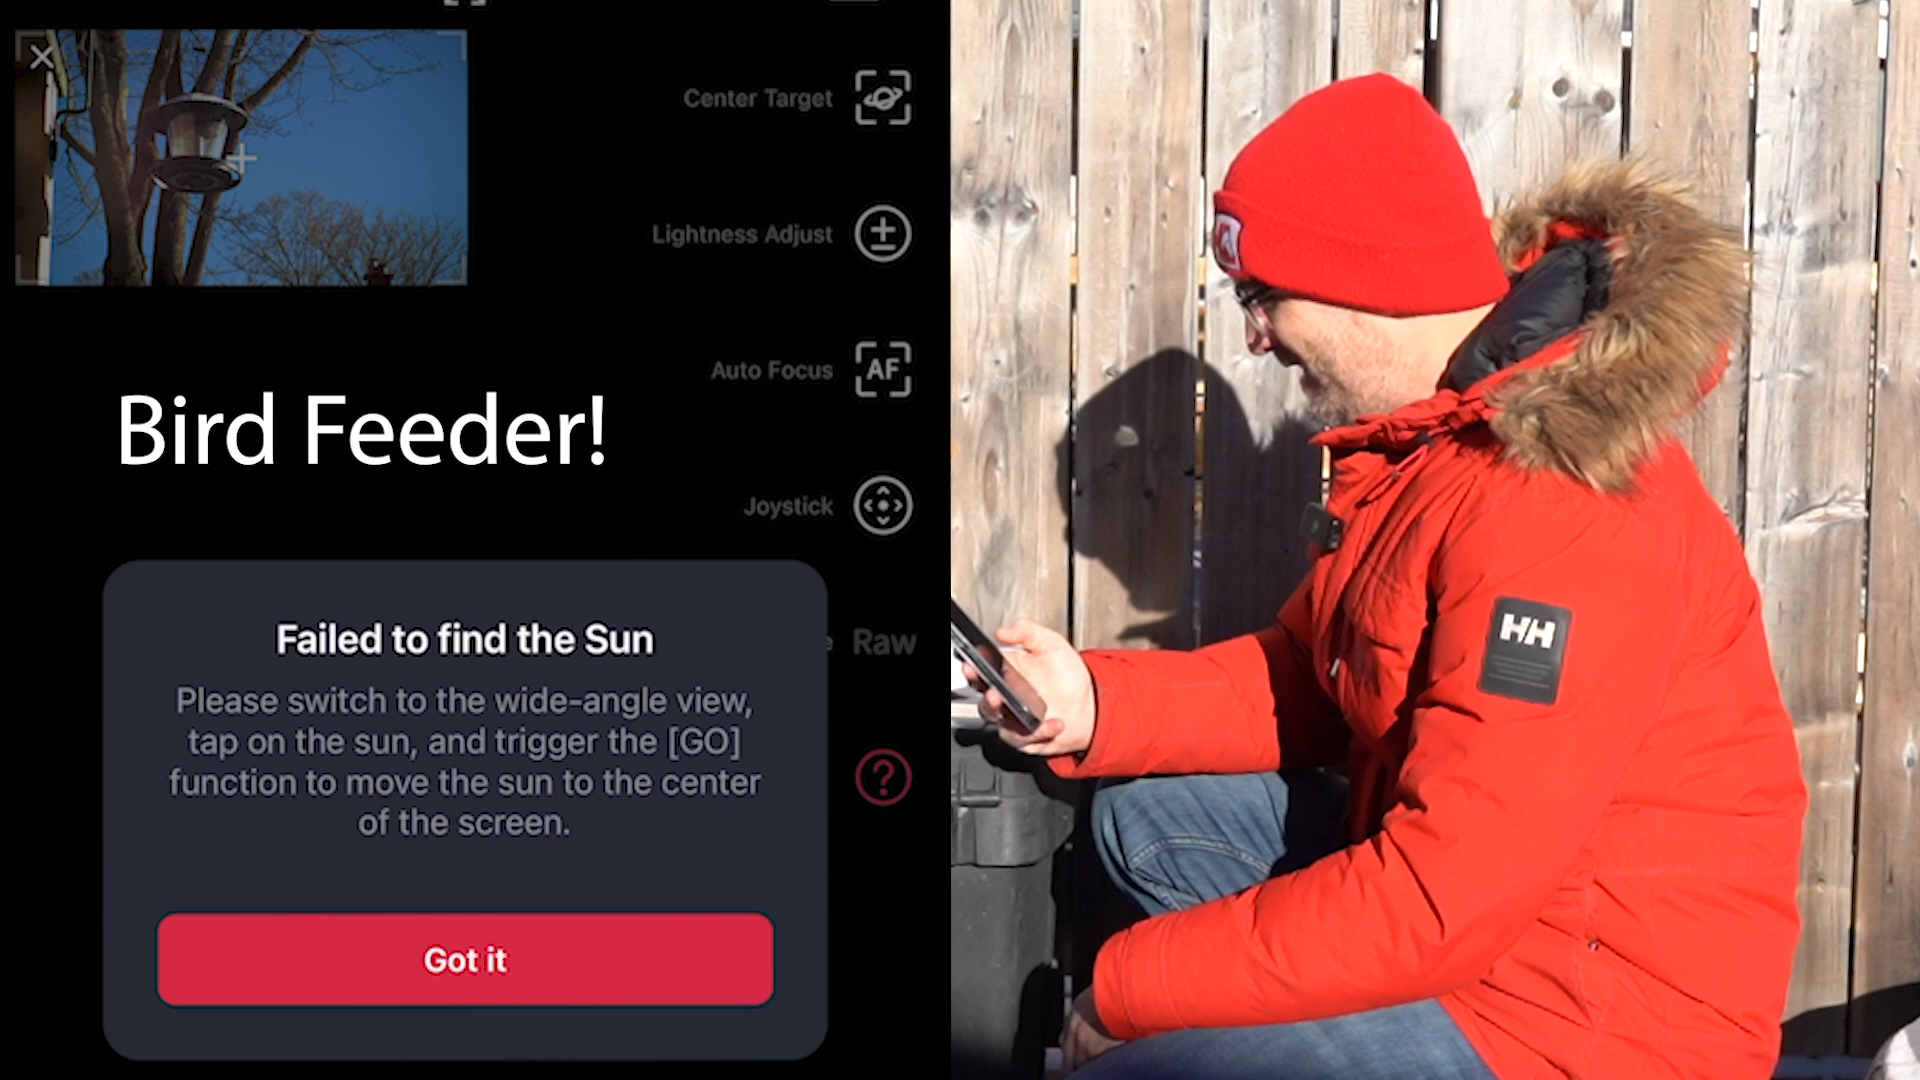 Center Target
Lightness Adjust
Auto Focus
AF
Bird Feeder!
Joystick
Failed to find the Sun
Raw
Please switch to the wide-angle view,
tap on the sun, and trigger the [GO]
function to move the sun to the center
of the screen.
?
Got it
HH